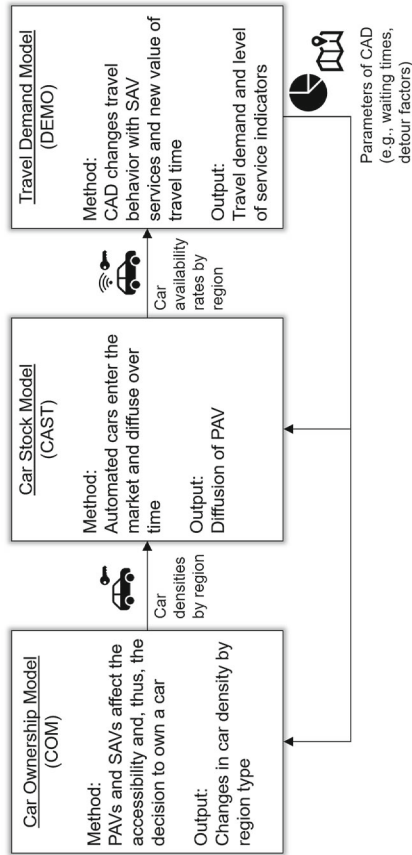 Car Ownership Model
(COM)
Method:
PAVs and SAVs affect the
accessibility and, thus, the
decision to own a car
Output:
Changes in car density by
region type
Car
densities
by region
Car Stock Model
(CAST)
Method:
Automated cars enter the
market and diffuse over
time
Output:
Diffusion of PAV
Car
availability
rates by
region
Travel Demand Model
(DEMO)
Method:
CAD changes travel
behavior with SAV
services and new value of
travel time
Output:
Travel demand and level
of service indicators
Parameters of CAD
(e.g., waiting times,
detour factors)